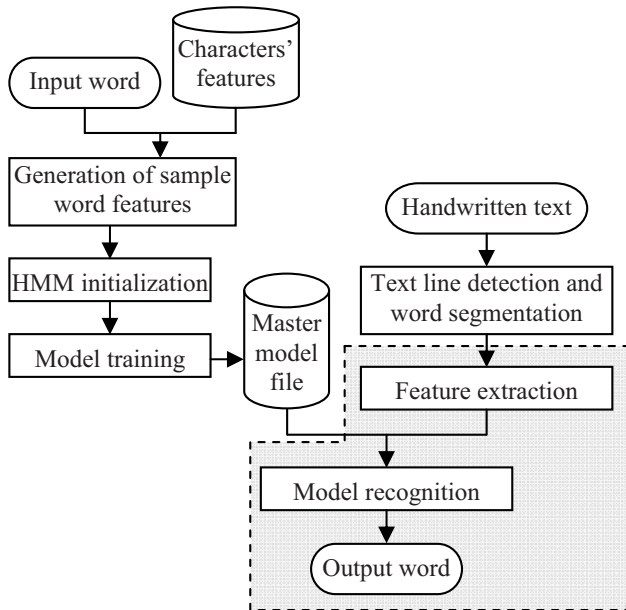 Input word
Characters’
features
Generation of sample
word features
HMM initialization
Model training
Master
model
file
Handwritten text
Text line detection and
word segmentation
Feature extraction
Model recognition
Output word